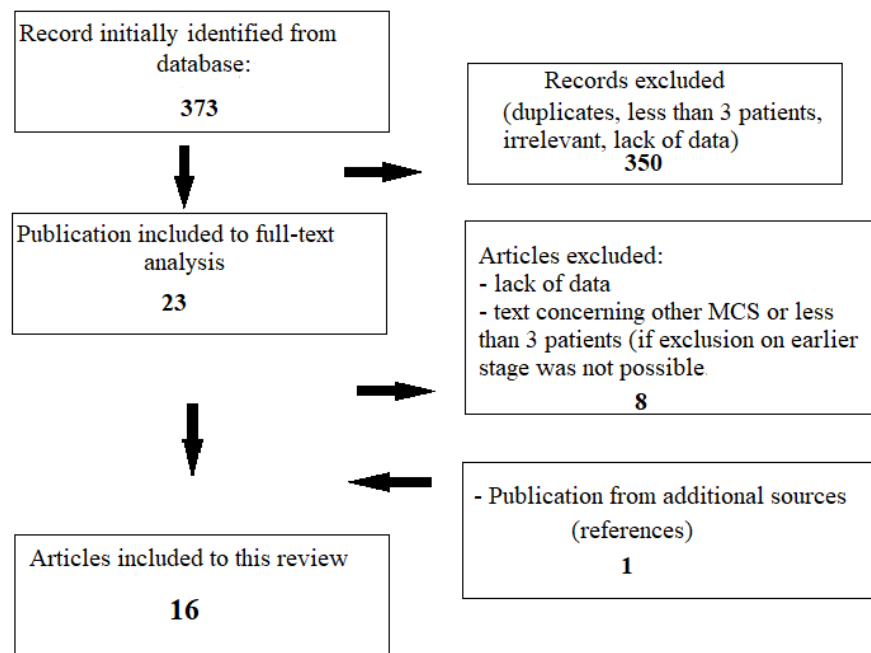 Record initially identified from
database:
373
Records excluded
(duplicates, less than 3 patients,
irrelevant, lack of data)
350
Publication included to full-text
analysis
23
Articles excluded:
- lack of data
- text concerning other MCS or less
than 3 patients (if exclusion on earlier
stage was not possible
8
- Publication from additional sources
(references)
1
Articles included to this review
16